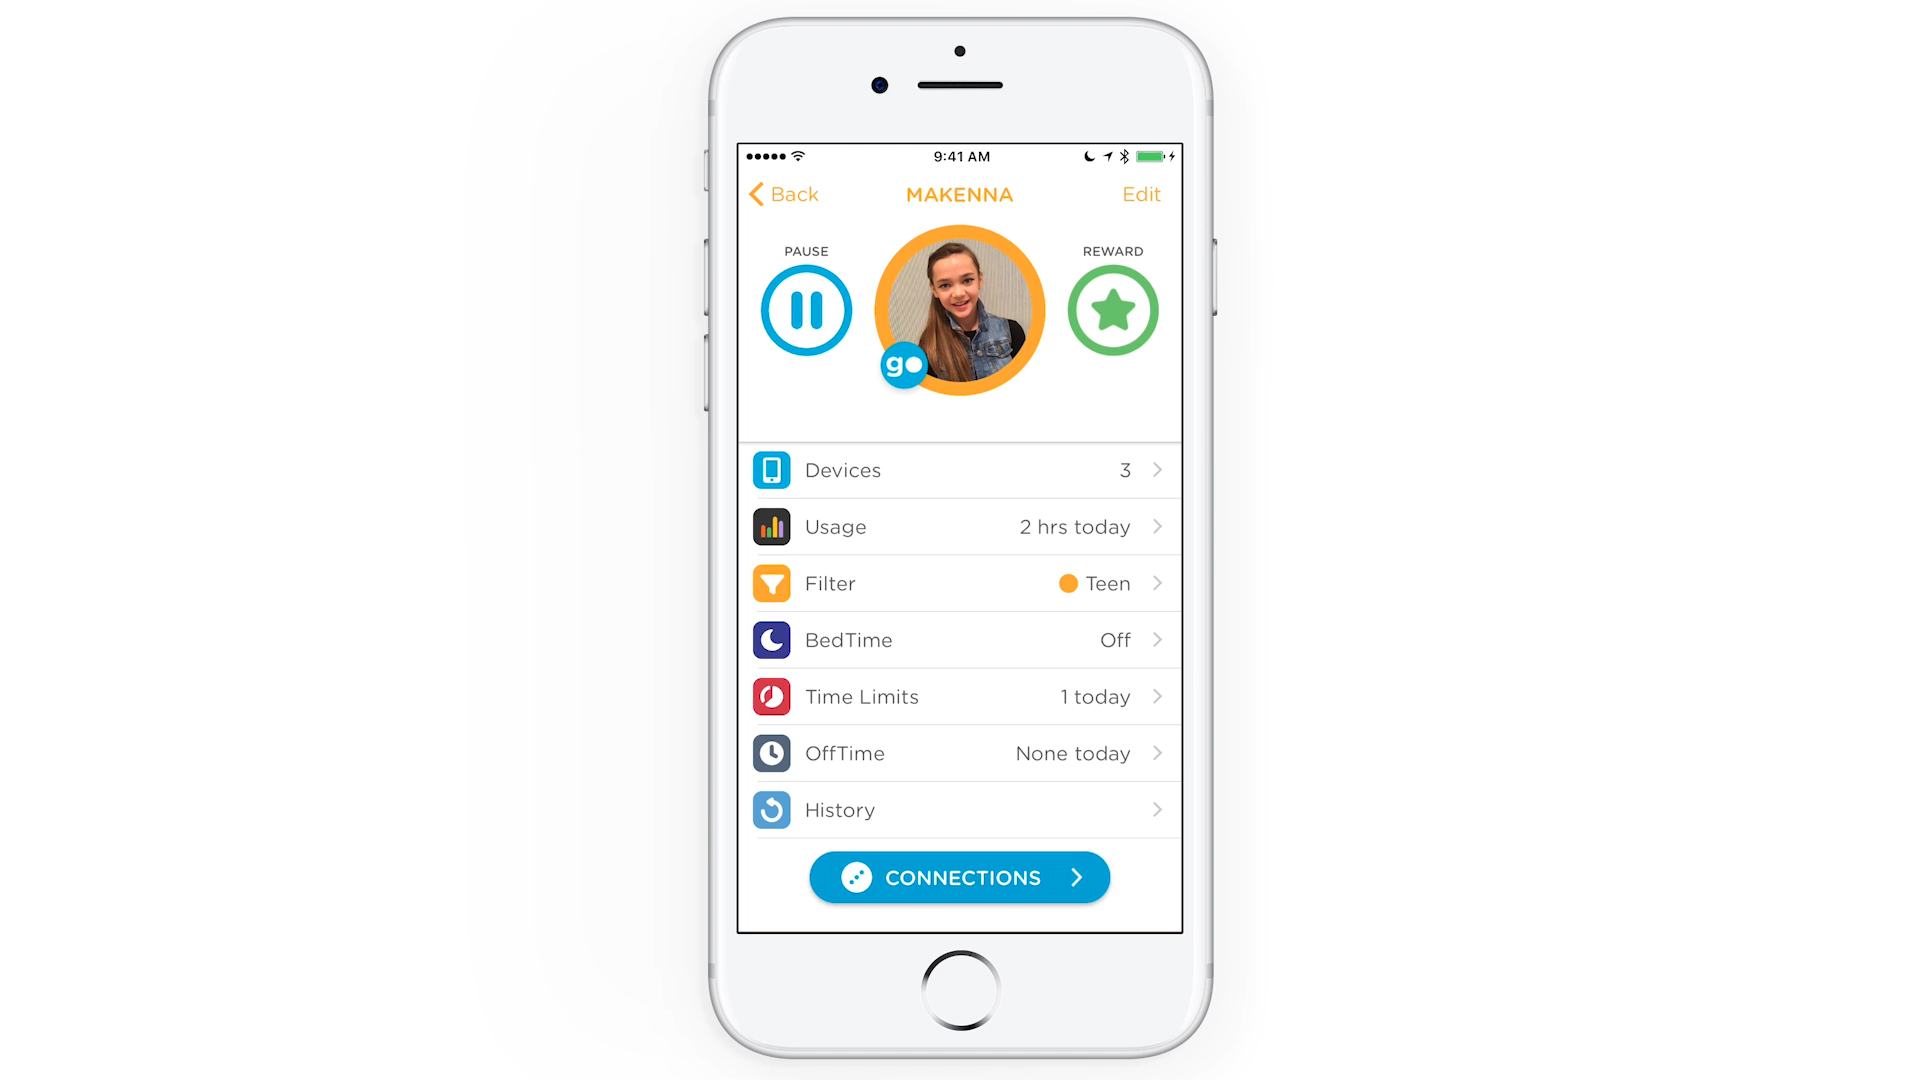 9:41 AM
Back
MAKENNA
Edit
PAUSE
REWARD
go
Devices 3
Usage 2 hrs today
Filter Teen
BedTime Off
Time Limits 1 today
OffTime None today
History
CONNECTIONS